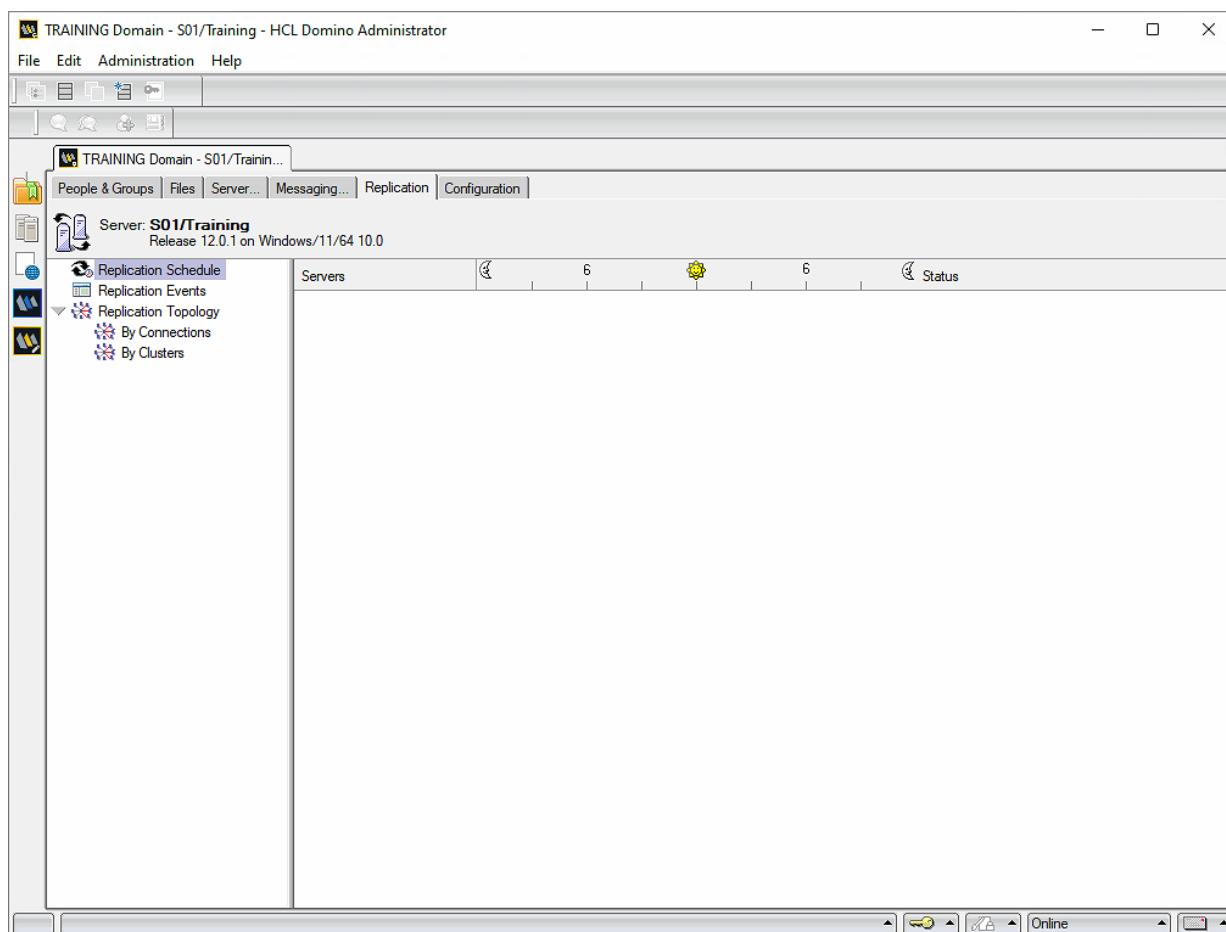 TRAINING Domain - S01/Training - HCL Domino Administrator
File Edit Administration Help
TRAINING Domain - S01/Trainin...
People & Groups Files Server... Messaging... Replication Configuration
Server: S01/Training
Release 12.0.1 on Windows/11/64 10.0
Replication Schedule
Replication Events
Replication Topology
By Connections
By Clusters
Servers 6 6 Status
Online